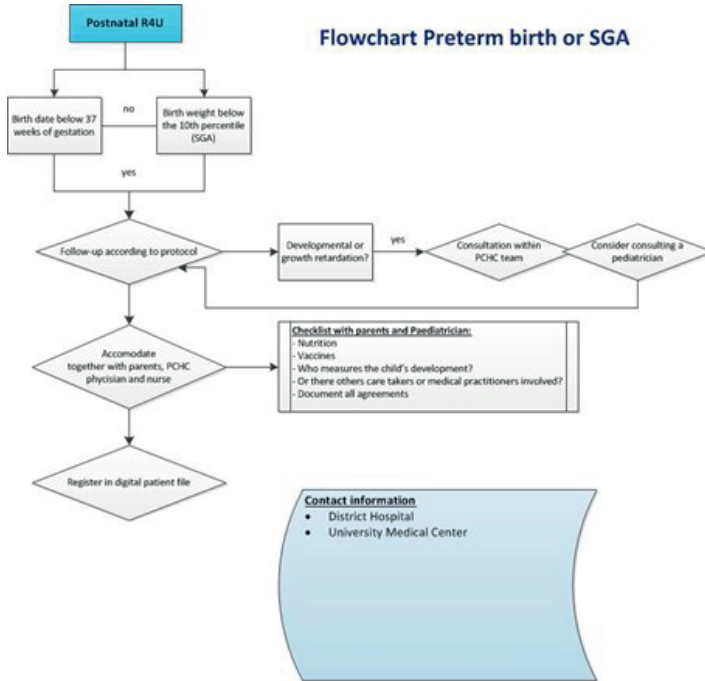 Postnatal R4U
Flowchart Preterm birth or SGA
Birth date below 37
weeks of gestation
no
Birth weight below
the 10th percentile
(SGA)
yes
Follow-up according to protocol
Developmental or
growth retardation?
yes
Consultation within
PCHC team
Consider consulting a
pediatrician
Accomodate
together with parents, PCHC
phycisian and nurse
Checklist with parents and Paediatrician:
- Nutrition
- Vaccines
- Who measures the child's development?
- Or there others care takers or medical practitioners involved?
- Document all agreements
Register in digital patient file
Contact information
• District Hospital
• University Medical Center